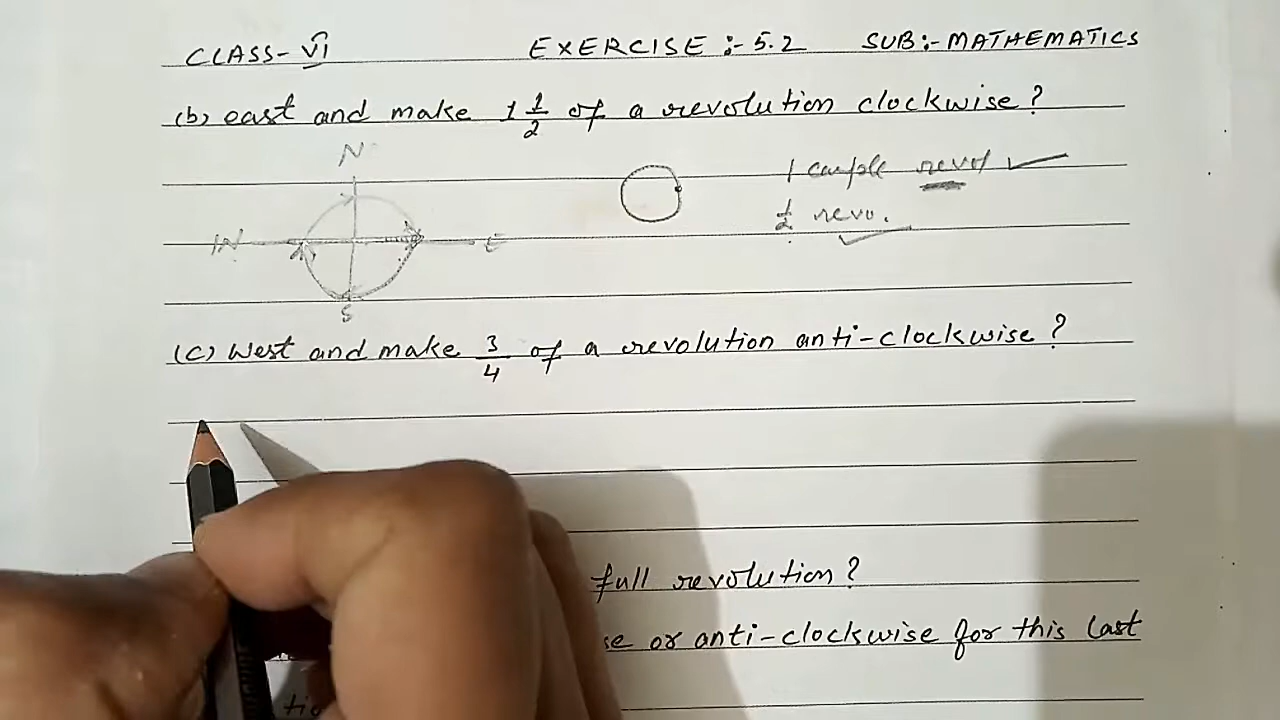 CLASS-VI EXERCISE :- 5.2 SUB:- MATHEMATICS
(b) east and make 1 1/2 of a revolution clockwise?
N
1 revol
1/2 revo.
E
S
(c) West and make 3/4 of a revolution anti-clockwise?
full revolution?
se or anti-clockwise for this last